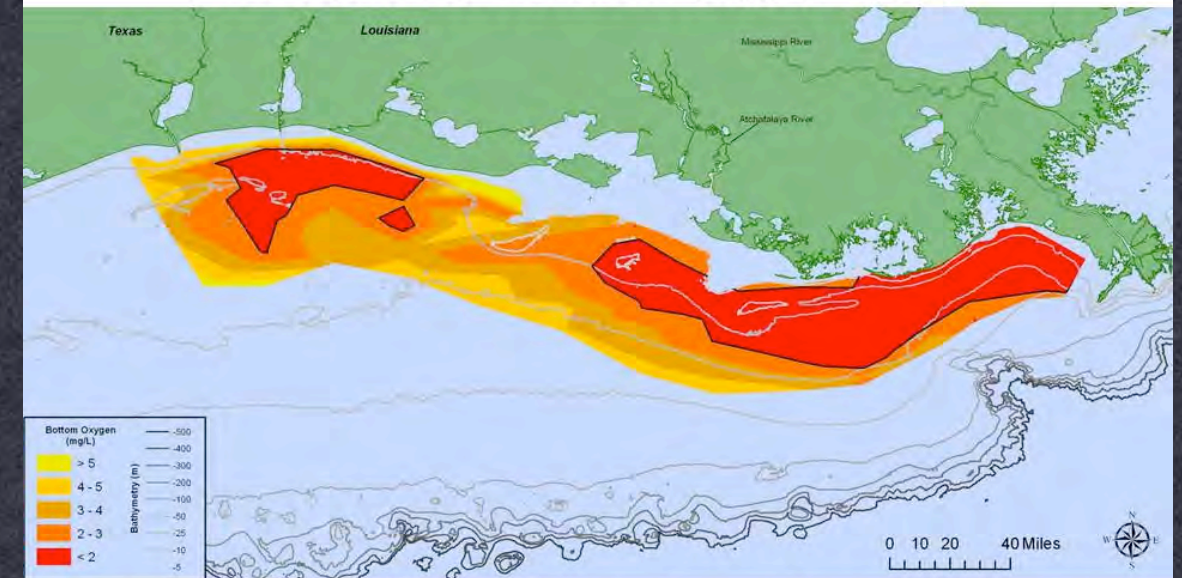 Texas
Louisiana
Mississippi River
Atchafalaya River
Bottom Oxygen
(mg/L)
> 5
4 - 5
3 - 4
2 - 3
< 2
Bathymetry (m)
-500
-400
-300
-200
-100
-50
-25
-10
-5
0 10 20 40 Miles
N
W E
S